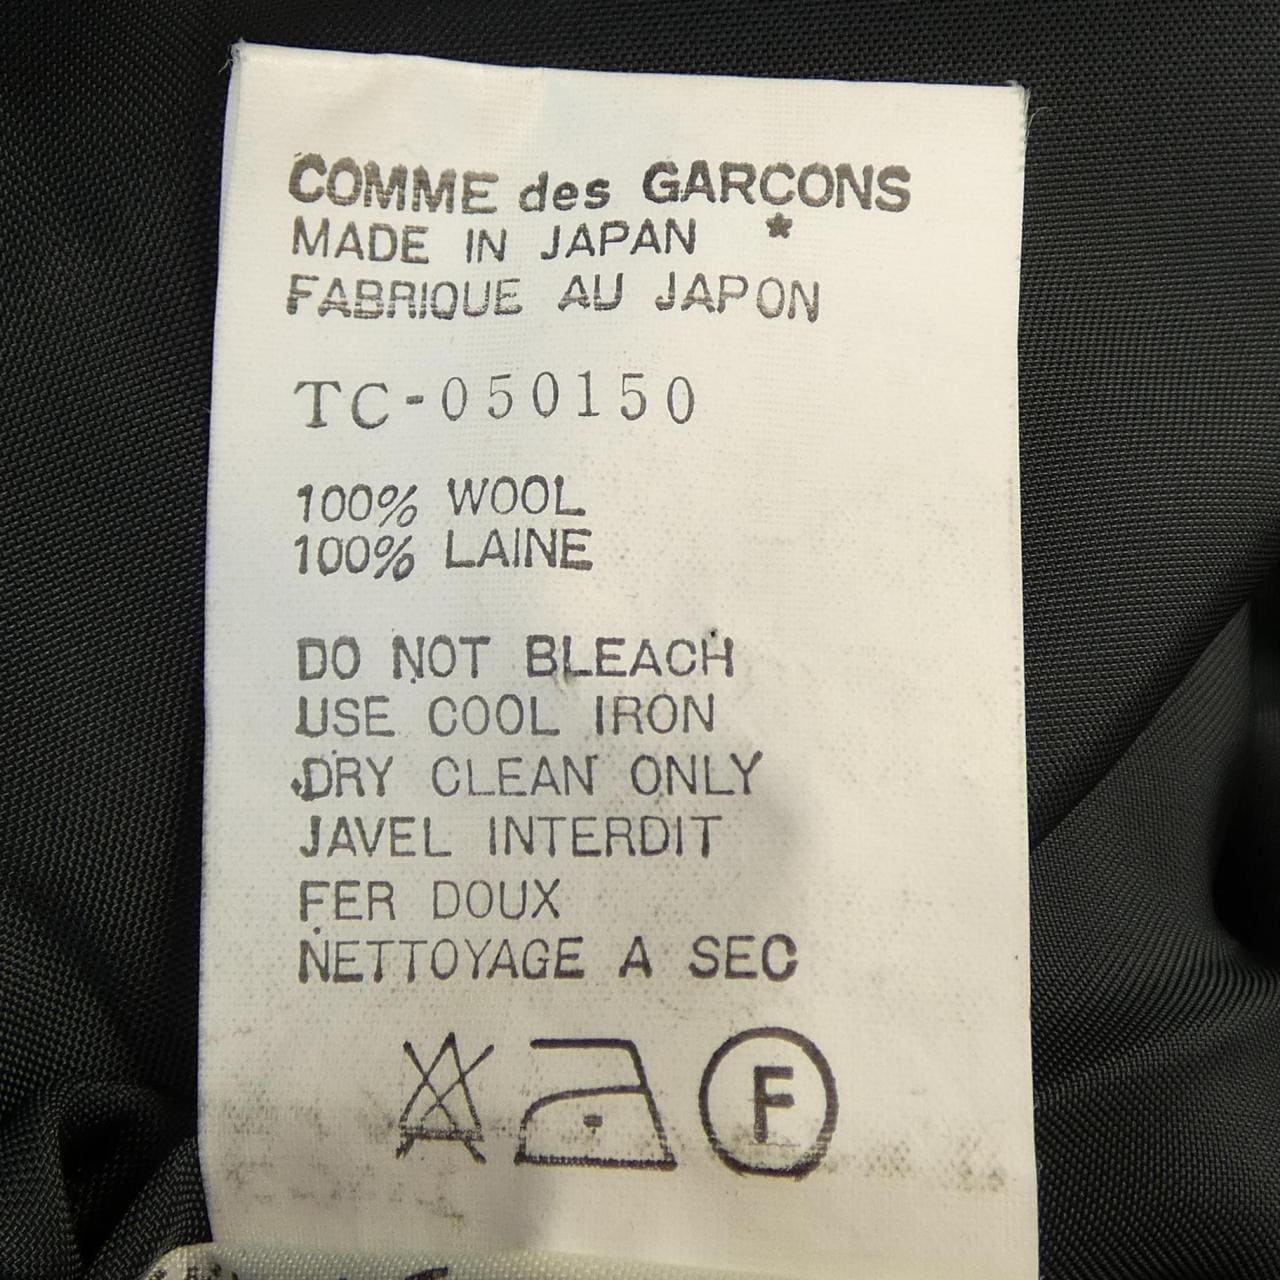 COMME des GARCONS
MADE IN JAPAN *
FABRIQUE AU JAPON
TC-050150
100% WOOL
100% LAINE
DO NOT BLEACH
USE COOL IRON
DRY CLEAN ONLY
JAVEL INTERDIT
FER DOUX
NETTOYAGE A SEC
F